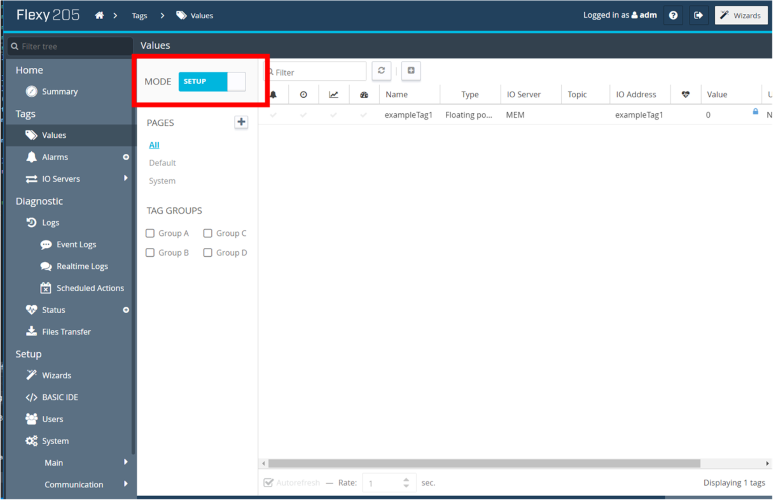 Flexy 205
Tags
Values
Logged in as adm
Wizards
Filter tree
Values
Home
Summary
Tags
Values
Alarms
IO Servers
Diagnostic
Logs
Event Logs
Realtime Logs
Scheduled Actions
Status
Files Transfer
Setup
Wizards
BASIC IDE
Users
System
Main
Communication
MODE SETUP
PAGES
All
Default
System
TAG GROUPS
Group A Group C
Group B Group D
Filter
Name Type IO Server Topic IO Address Value
exampleTag1 Floating po... MEM exampleTag1 0
Autorefresh — Rate: 1 sec.
Displaying 1 tags